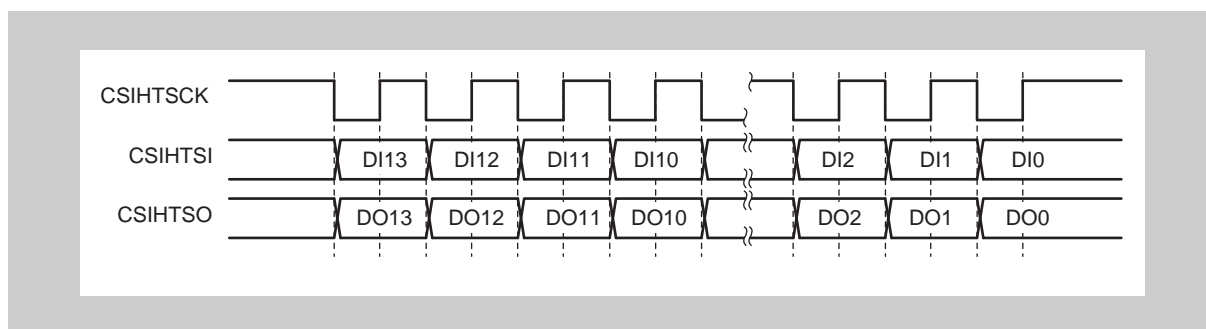 CSIHTSCK
CSIHTSI DI13 DI12 DI11 DI10 DI2 DI1 DI0
CSIHTSO DO13 DO12 DO11 DO10 DO2 DO1 DO0